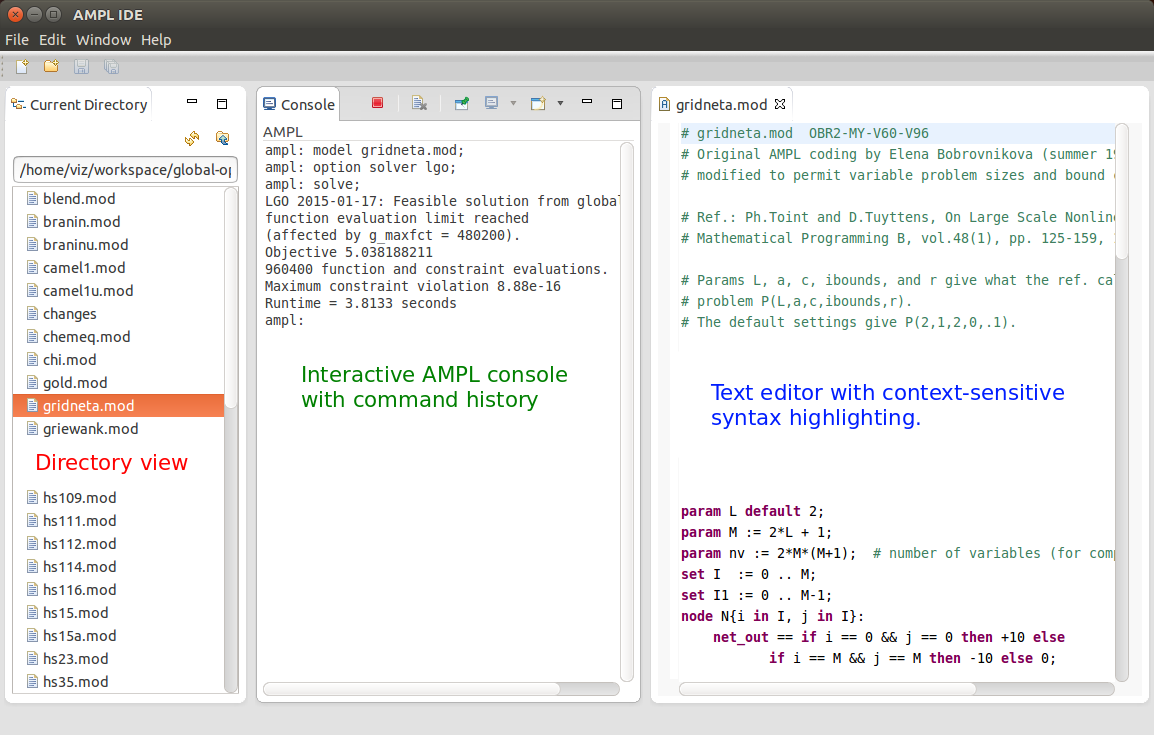 AMPL IDE
File Edit Window Help
Current Directory
/home/viz/workspace/global-op
blend.mod
branin.mod
braninu.mod
camel1.mod
camel1u.mod
changes
chemeq.mod
chi.mod
gold.mod
gridneta.mod
griewank.mod
Directory view
hs109.mod
hs111.mod
hs112.mod
hs114.mod
hs116.mod
hs15.mod
hs15a.mod
hs23.mod
hs35.mod
Console
AMPL
ampl: model gridneta.mod;
ampl: option solver lgo;
ampl: solve;
LGO 2015-01-17: Feasible solution from global
function evaluation limit reached
(affected by g_maxfct = 480200).
Objective 5.038188211
960400 function and constraint evaluations.
Maximum constraint violation 8.88e-16
Runtime = 3.8133 seconds
ampl:
Interactive AMPL console
with command history
gridneta.mod
# gridneta.mod  OBR2-MY-V60-V96
# Original AMPL coding by Elena Bobrovnikova (summer 19
# modified to permit variable problem sizes and bound
# Ref.: Ph.Toint and D.Tuyttens, On Large Scale Nonline
# Mathematical Programming B, vol.48(1), pp. 125-159,
# Params L, a, c, ibounds, and r give what the ref. ca
# problem P(L,a,c,ibounds,r).
# The default settings give P(2,1,2,0,.1).
Text editor with context-sensitive
syntax highlighting.
param L default 2;
param M := 2*L + 1;
param nv := 2*M*(M+1);  # number of variables (for comp
set I  := 0 .. M;
set I1 := 0 .. M-1;
node N{i in I, j in I}:
net_out == if i == 0 && j == 0 then +10 else
if i == M && j == M then -10 else 0;